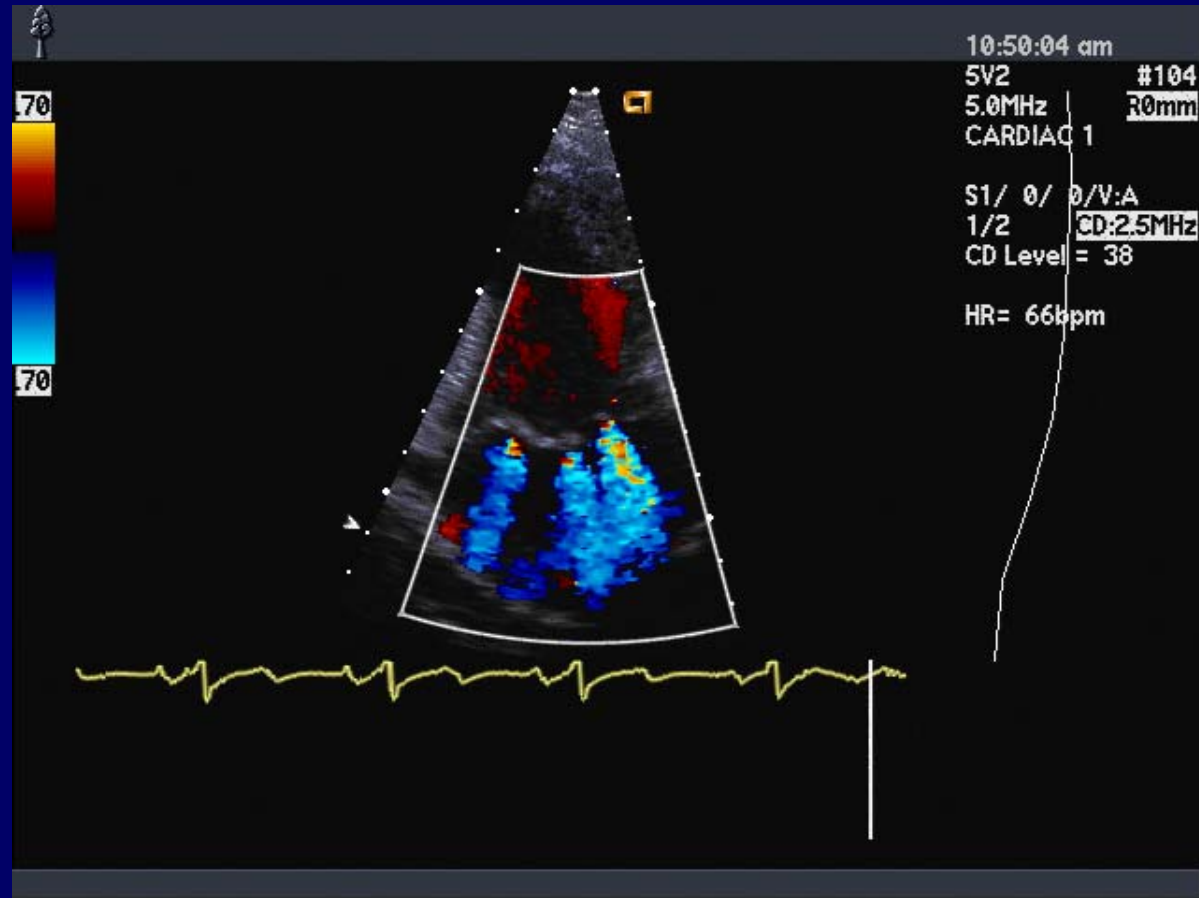 10:50:04 am
5V2 #104
5.0MHz R0mm
CARDIAC 1
S1/ 0/ 0/V:A
1/2 CD:2.5MHz
CD Level = 38
HR= 66bpm
.70
.70